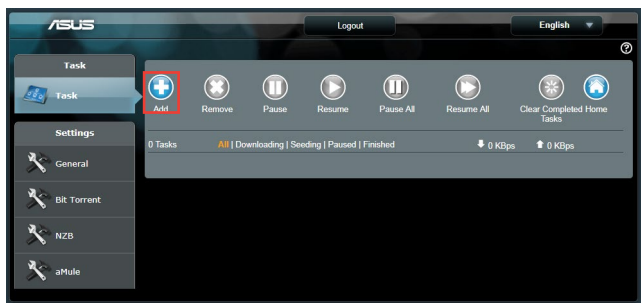 ASUS
Logout
English
Task
Task
Add
Remove
Pause
Resume
Pause All
Resume All
Clear Completed Tasks
Home
0 Tasks
All | Downloading | Seeding | Paused | Finished
0 KBps
0 KBps
Settings
General
Bit Torrent
NZB
aMule